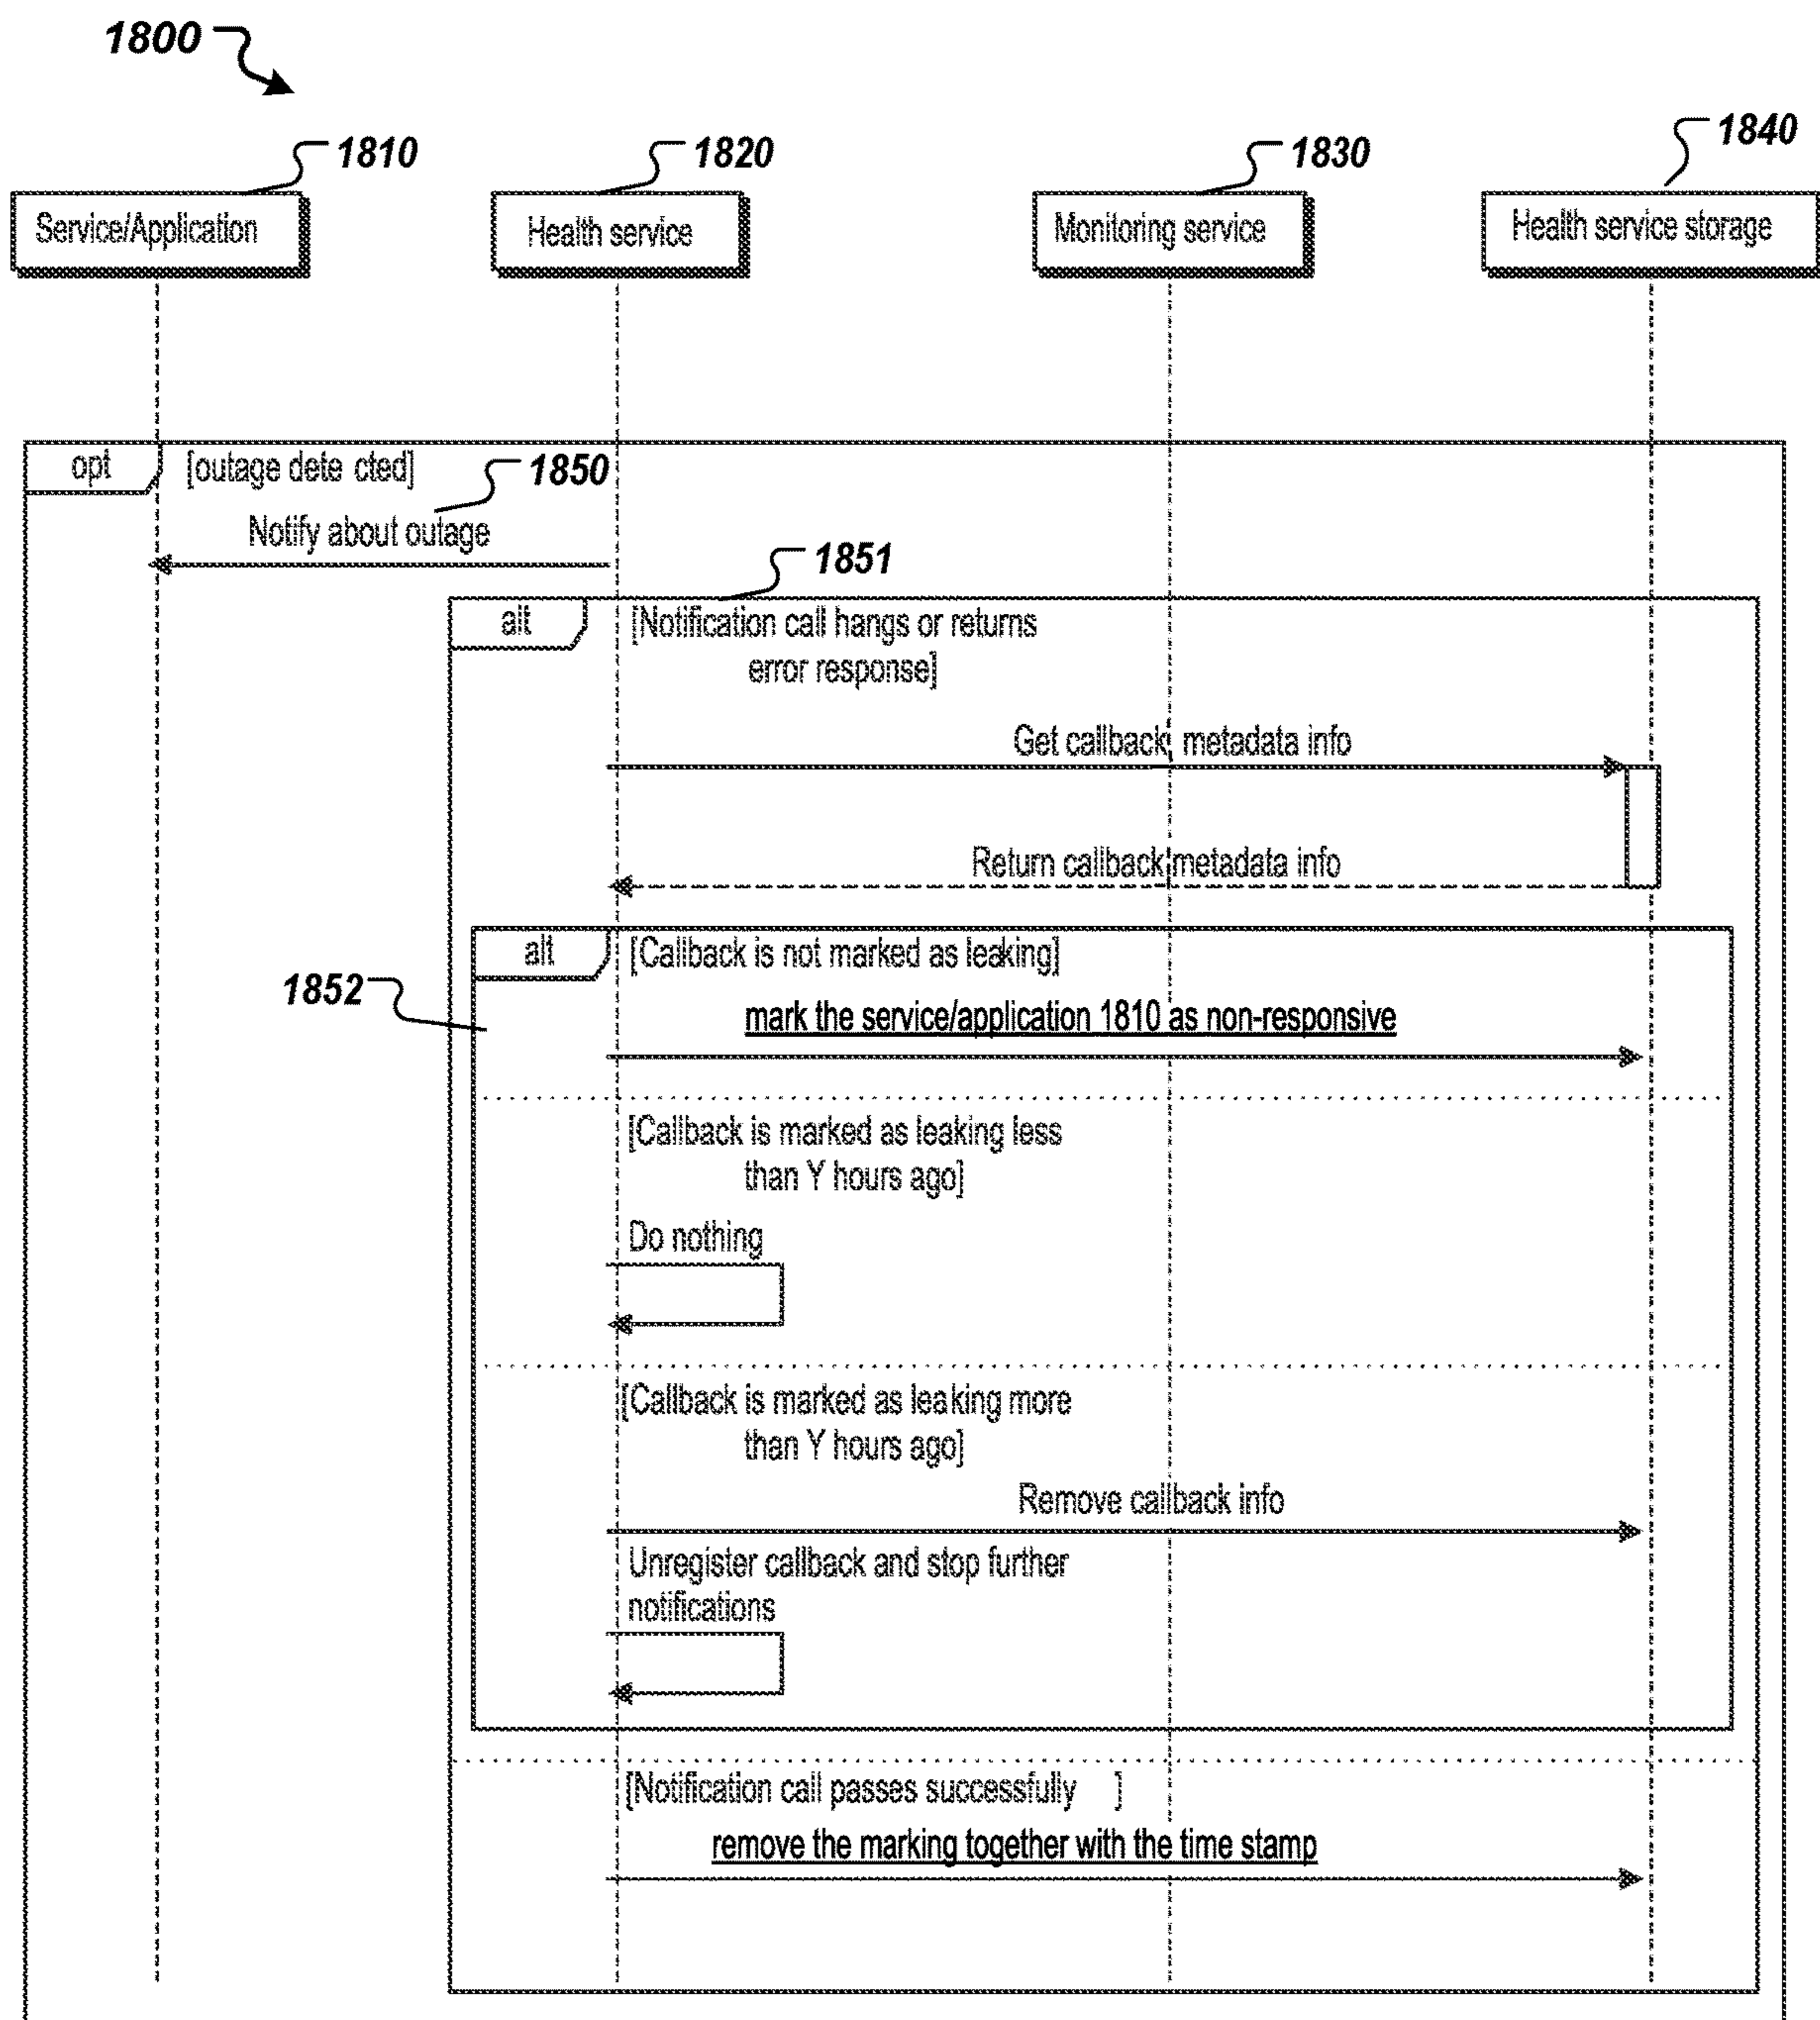 1800
1810
1820
1830
1840
Service/Application
Health service
Monitoring service
Health service storage
opt
[outage dete cted]
1850
Notify about outage
1851
alt
[Notification call hangs or returns
error response]
Get callback metadata info
Return callback metadata info
alt
[Callback is not marked as leaking]
1852
mark the service/application 1810 as non-responsive
[Callback is marked as leaking less
than Y hours ago]
Do nothing
[Callback is marked as leaking more
than Y hours ago]
Remove callback info
Unregister callback and stop further
notifications
[Notification call passes successfully ]
remove the marking together with the time stamp